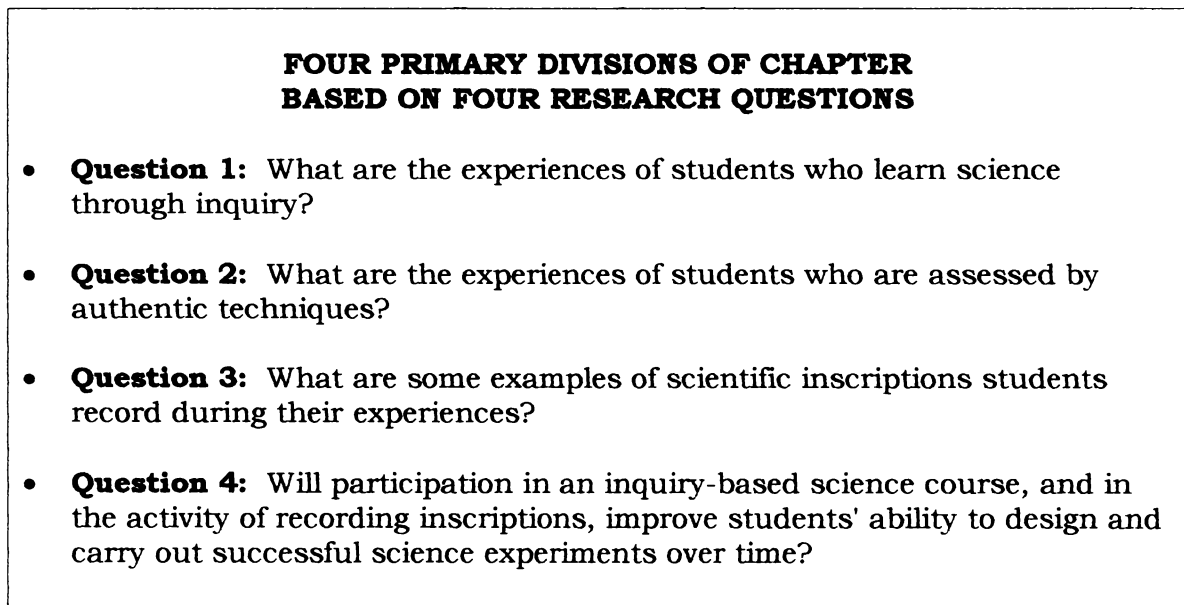 FOUR PRIMARY DIVISIONS OF CHAPTER
BASED ON FOUR RESEARCH QUESTIONS
• Question 1: What are the experiences of students who learn science
through inquiry?
• Question 2: What are the experiences of students who are assessed by
authentic techniques?
• Question 3: What are some examples of scientific inscriptions students
record during their experiences?
• Question 4: Will participation in an inquiry-based science course, and in
the activity of recording inscriptions, improve students' ability to design and
carry out successful science experiments over time?